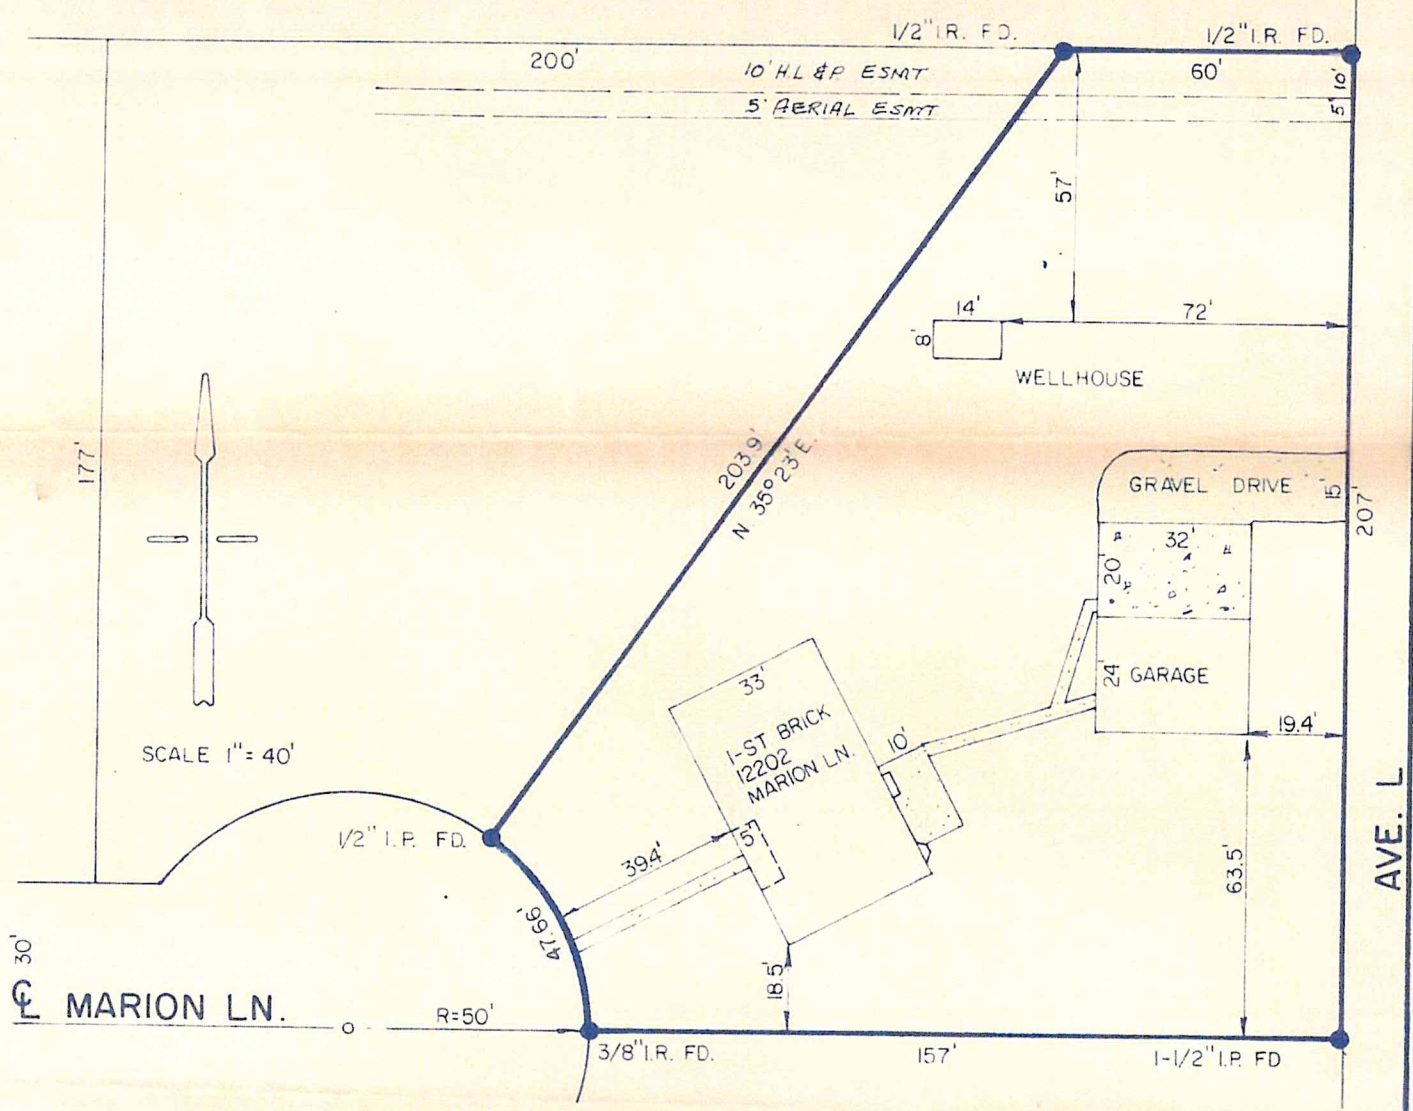 1/2" I.R. FD.
1/2" I.R. FD.
200'
10' H.L & P. ESMT
60'
10'
5' AERIAL ESMT
5'
57'
14'
72'
8'
WELLHOUSE
177'
203.9'
N 35° 23' E.
GRAVEL DRIVE
15'
207'
32'
20'
24'
GARAGE
33'
1-ST BRICK
12202
MARION LN.
10'
19.4'
SCALE 1" = 40'
1/2" I.P. FD.
5'
39.4'
63.5'
AVE. L
47.66'
30'
℄ MARION LN.
R=50'
18.5'
3/8" I.R. FD.
157'
1-1/2" I.P. FD